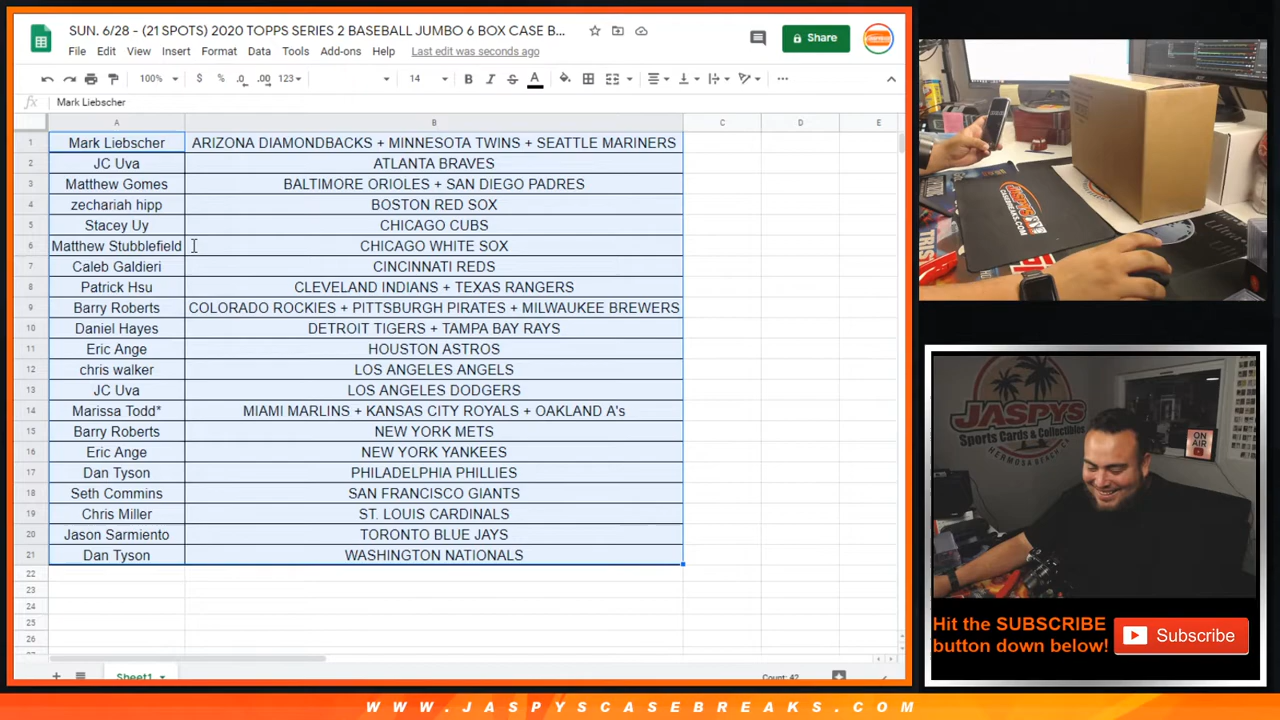 SUN. 6/28 - (21 SPOTS) 2020 TOPPS SERIES 2 BASEBALL JUMBO 6 BOX CASE B...
File Edit View Insert Format Data Tools Add-ons Help Last edit was seconds ago
Share
100% $ % .0 .00 123 14 B I S A
fx Mark Liebscher
A B C D E
1 Mark Liebscher ARIZONA DIAMONDBACKS + MINNESOTA TWINS + SEATTLE MARINERS
2 JC Uva ATLANTA BRAVES
3 Matthew Gomes BALTIMORE ORIOLES + SAN DIEGO PADRES
4 zechariah hipp BOSTON RED SOX
5 Stacey Uy CHICAGO CUBS
6 Matthew Stubblefield CHICAGO WHITE SOX
7 Caleb Galdieri CINCINNATI REDS
8 Patrick Hsu CLEVELAND INDIANS + TEXAS RANGERS
9 Barry Roberts COLORADO ROCKIES + PITTSBURGH PIRATES + MILWAUKEE BREWERS
10 Daniel Hayes DETROIT TIGERS + TAMPA BAY RAYS
11 Eric Ange HOUSTON ASTROS
12 chris walker LOS ANGELES ANGELS
13 JC Uva LOS ANGELES DODGERS
14 Marissa Todd* MIAMI MARLINS + KANSAS CITY ROYALS + OAKLAND A's
15 Barry Roberts NEW YORK METS
16 Eric Ange NEW YORK YANKEES
17 Dan Tyson PHILADELPHIA PHILLIES
18 Seth Commins SAN FRANCISCO GIANTS
19 Chris Miller ST. LOUIS CARDINALS
20 Jason Sarmiento TORONTO BLUE JAYS
21 Dan Tyson WASHINGTON NATIONALS
22
23
24
25
26
Sheet1
Count: 42
CASEBREAKS.COM
JASPYS
Sports Cards & Collectibles
HERMOSA BEACH, CA
ON AIR
Hit the SUBSCRIBE
button down below!
Subscribe
WWW.JASPYSCASEBREAKS.COM